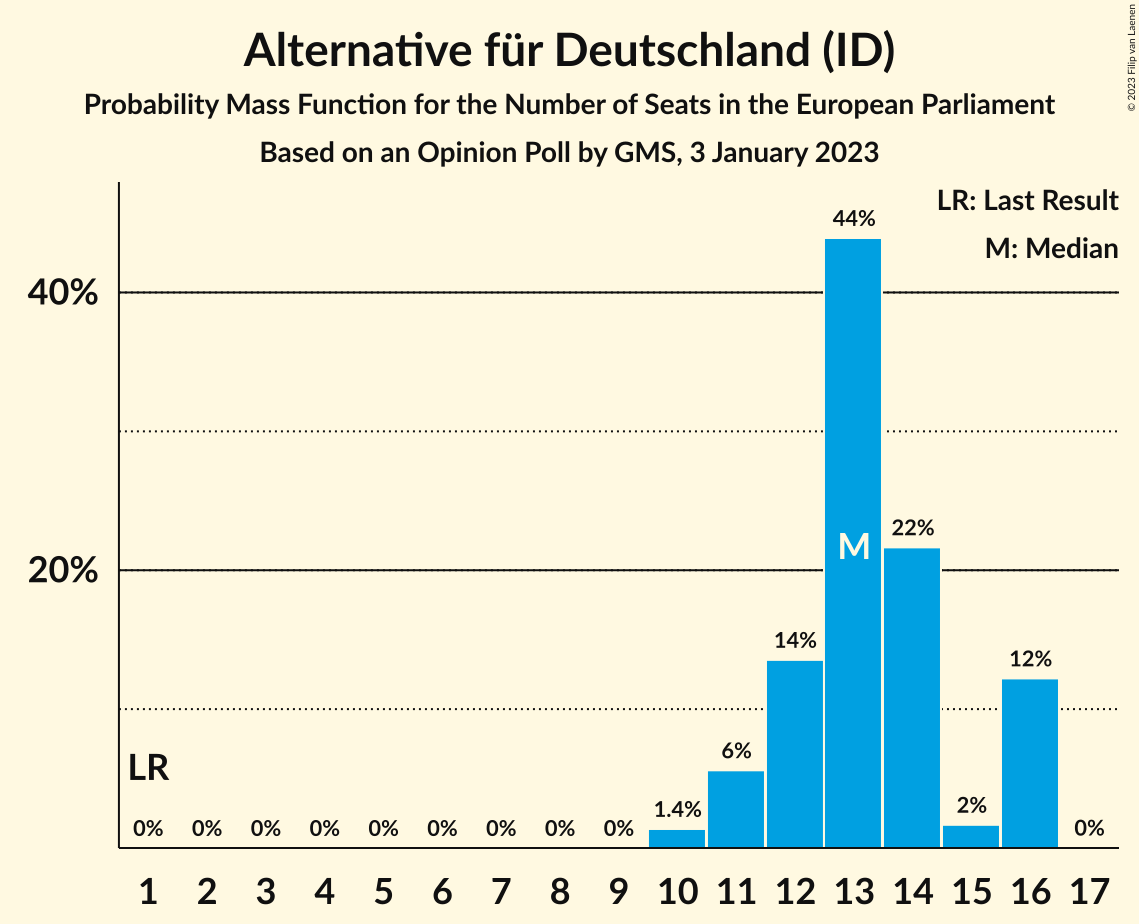 Alternative für Deutschland (ID)
Probability Mass Function for the Number of Seats in the European Parliament
Based on an Opinion Poll by GMS, 3 January 2023
© 2023 Filip van Laenen
LR: Last Result
M: Median
44%
40%
22%
M
20%
14%
12%
6%
LR
2%
1.4%
0% 0% 0% 0% 0% 0% 0% 0% 0% 0%
1 2 3 4 5 6 7 8 9 10 11 12 13 14 15 16 17